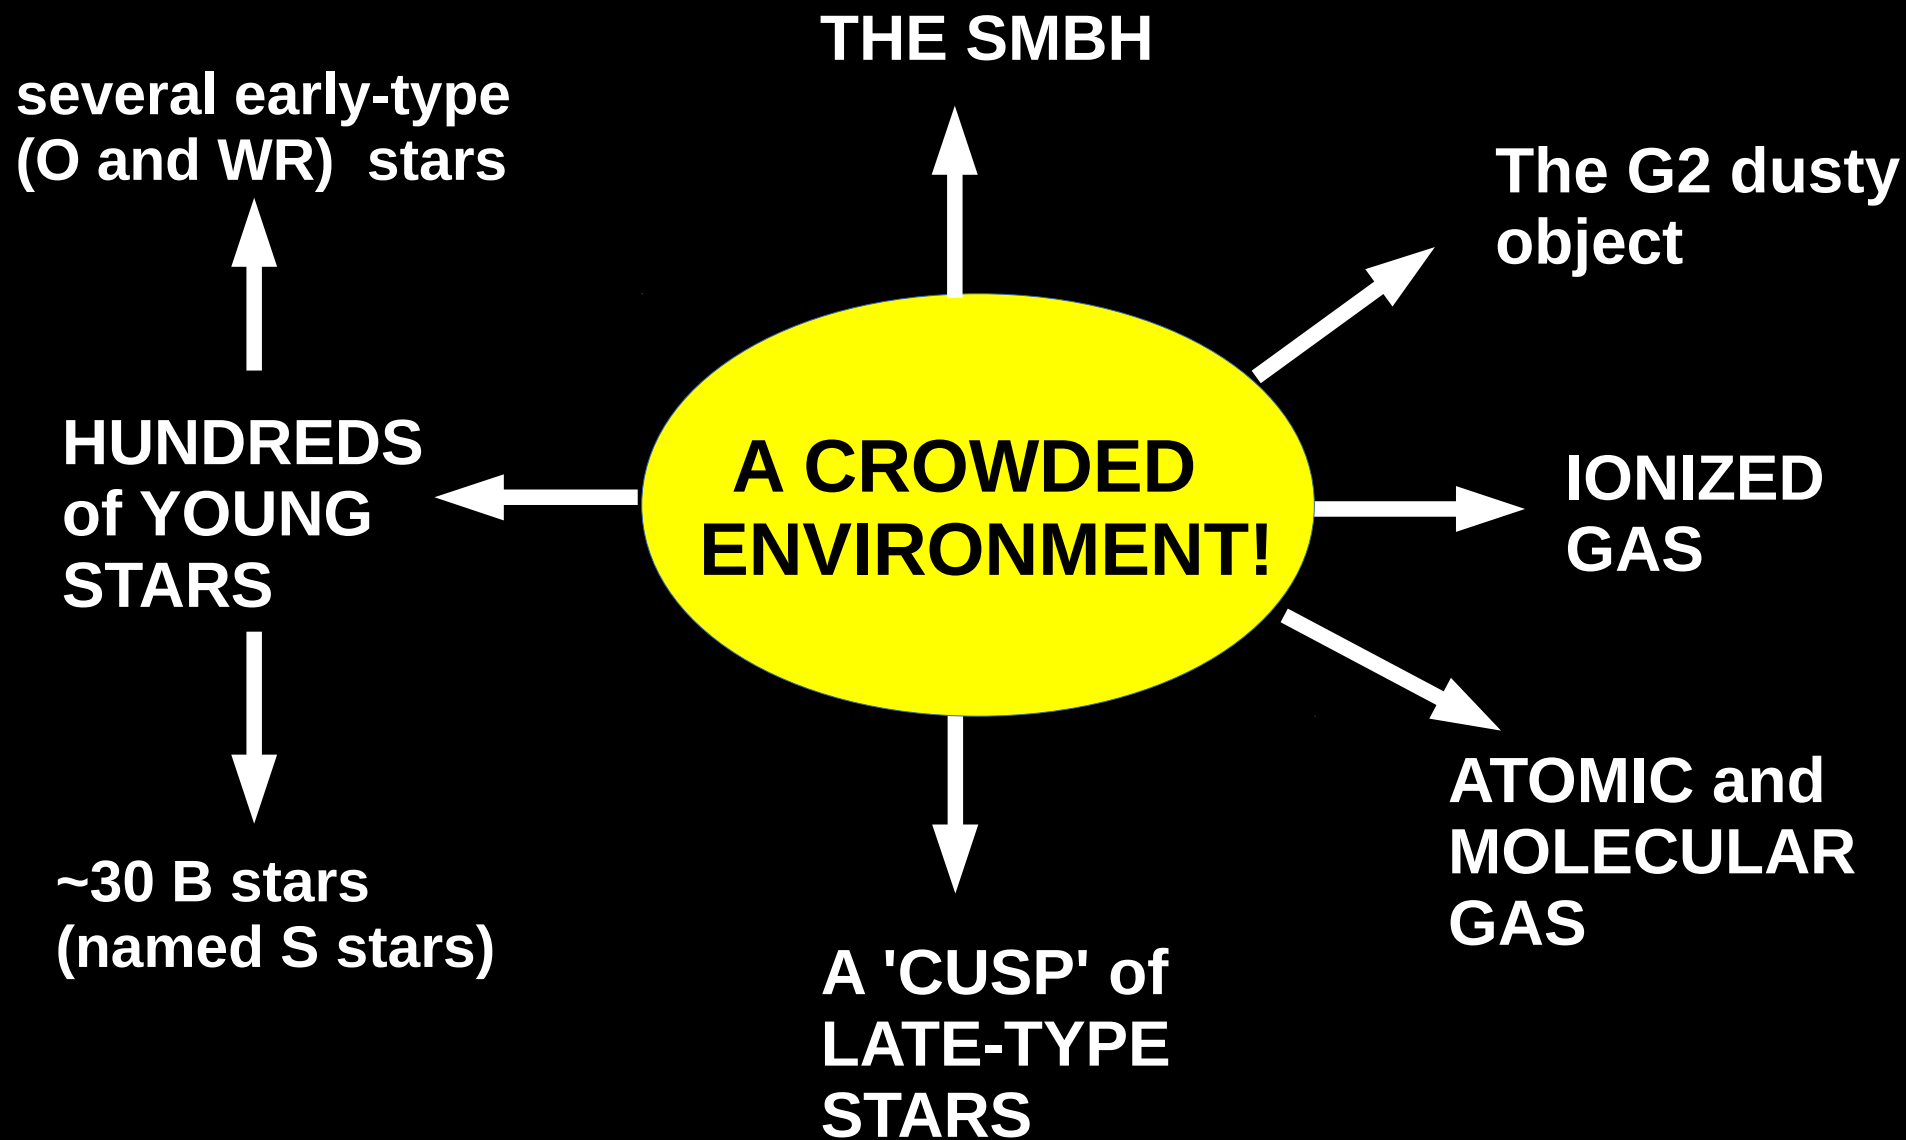 THE SMBH
several early-type
(O and WR)  stars
The G2 dusty
object
HUNDREDS
of YOUNG
STARS
A CROWDED
ENVIRONMENT!
IONIZED
GAS
ATOMIC and
MOLECULAR
GAS
~30 B stars
(named S stars)
A 'CUSP' of
LATE-TYPE
STARS